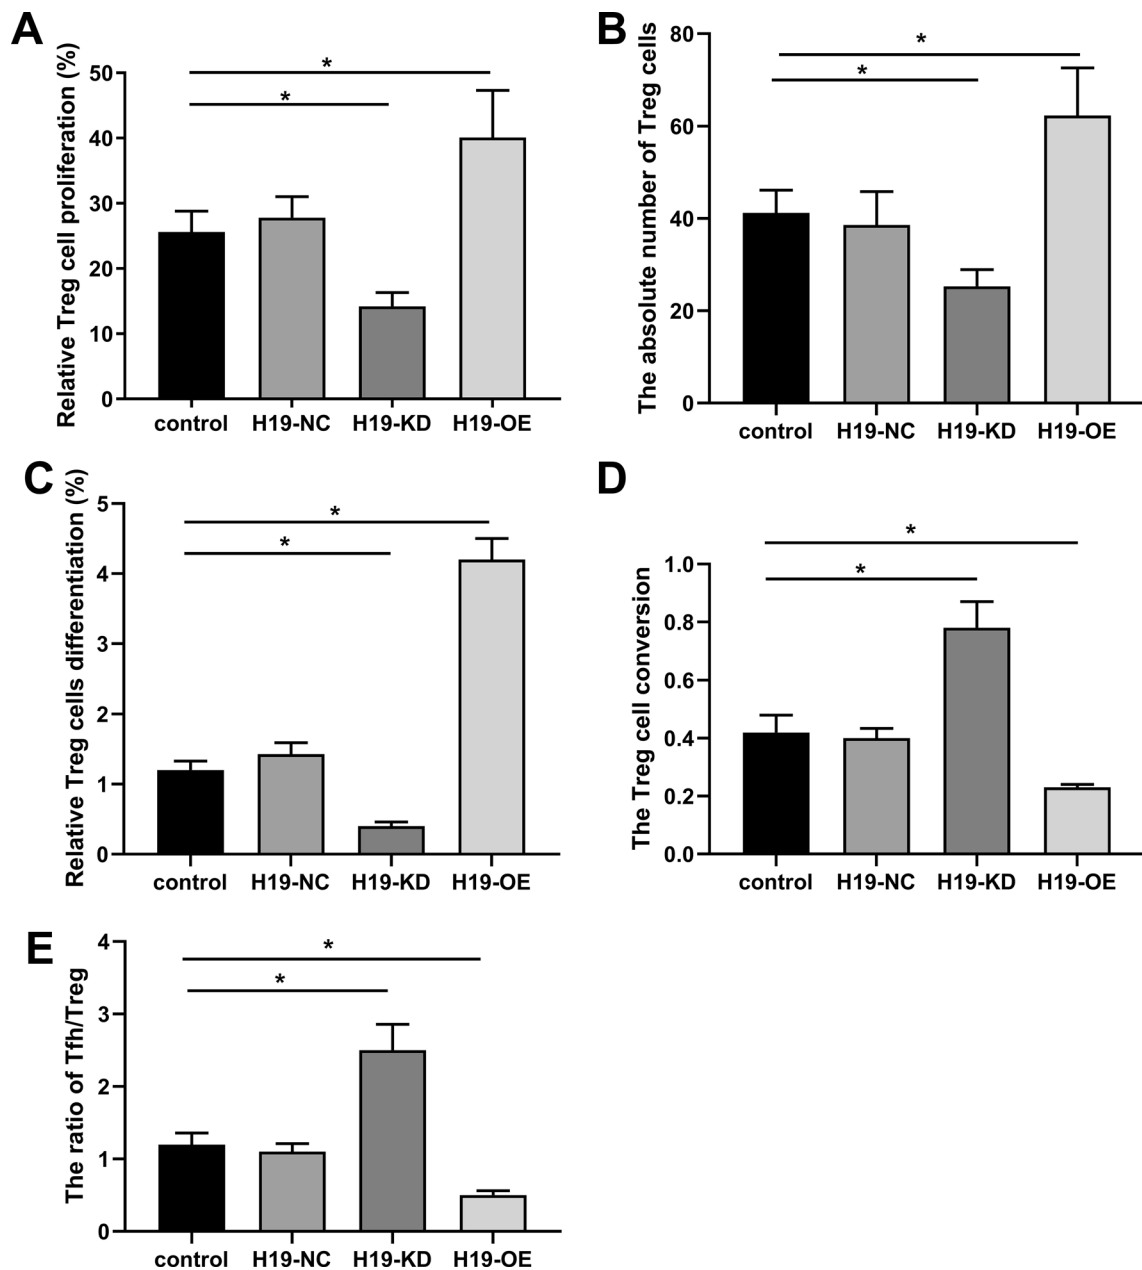 A
Relative Treg cell proliferation (%)
50
40
30
20
10
0
*
*
control H19-NC H19-KD H19-OE
B
The absolute number of Treg cells
80
60
40
20
0
*
*
control H19-NC H19-KD H19-OE
C
Relative Treg cells differentiation (%)
5
4
3
2
1
0
*
*
control H19-NC H19-KD H19-OE
D
The Treg cell conversion
1.0
0.8
0.6
0.4
0.2
0.0
*
*
control H19-NC H19-KD H19-OE
E
The ratio of Tfh/Treg
4
3
2
1
0
*
*
control H19-NC H19-KD H19-OE